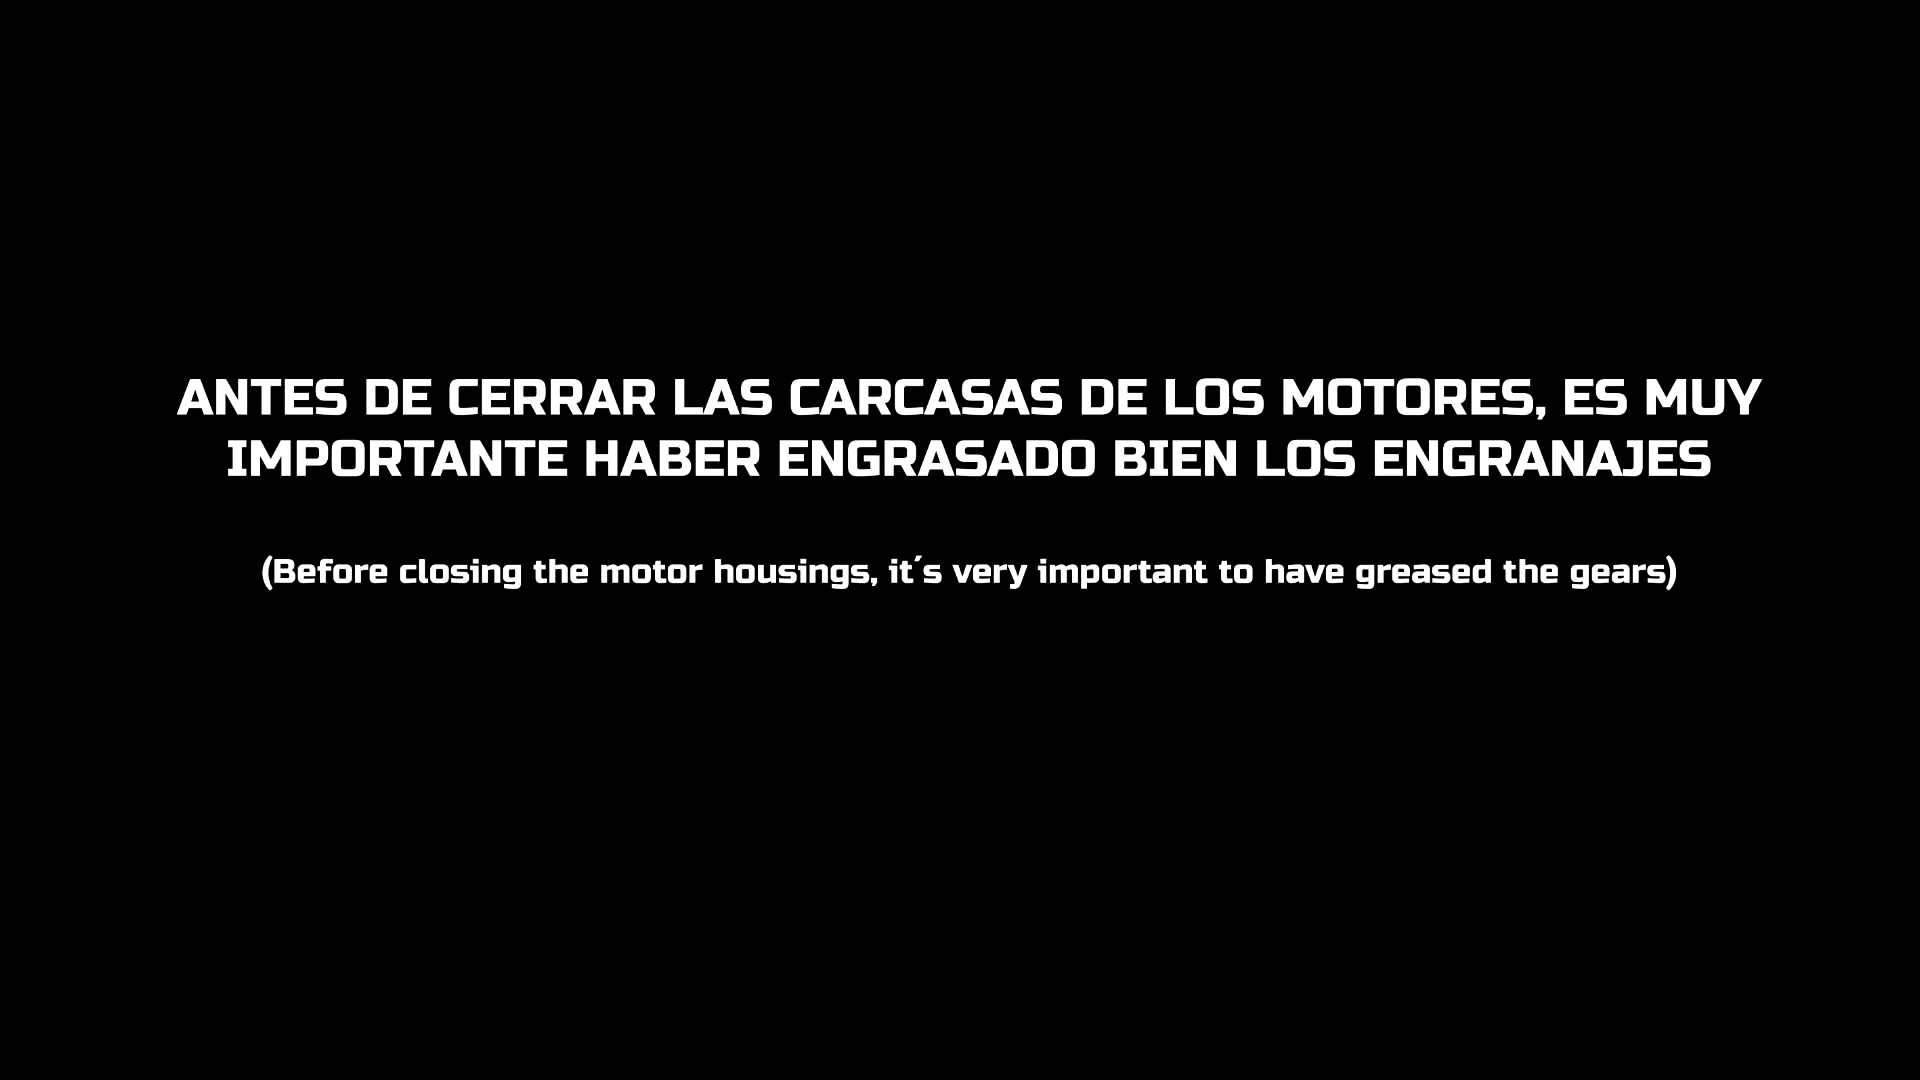 ANTES DE CERRAR LAS CARCASAS DE LOS MOTORES, ES MUY
IMPORTANTE HABER ENGRASADO BIEN LOS ENGRANAJES
(Before closing the motor housings, it´s very important to have greased the gears)